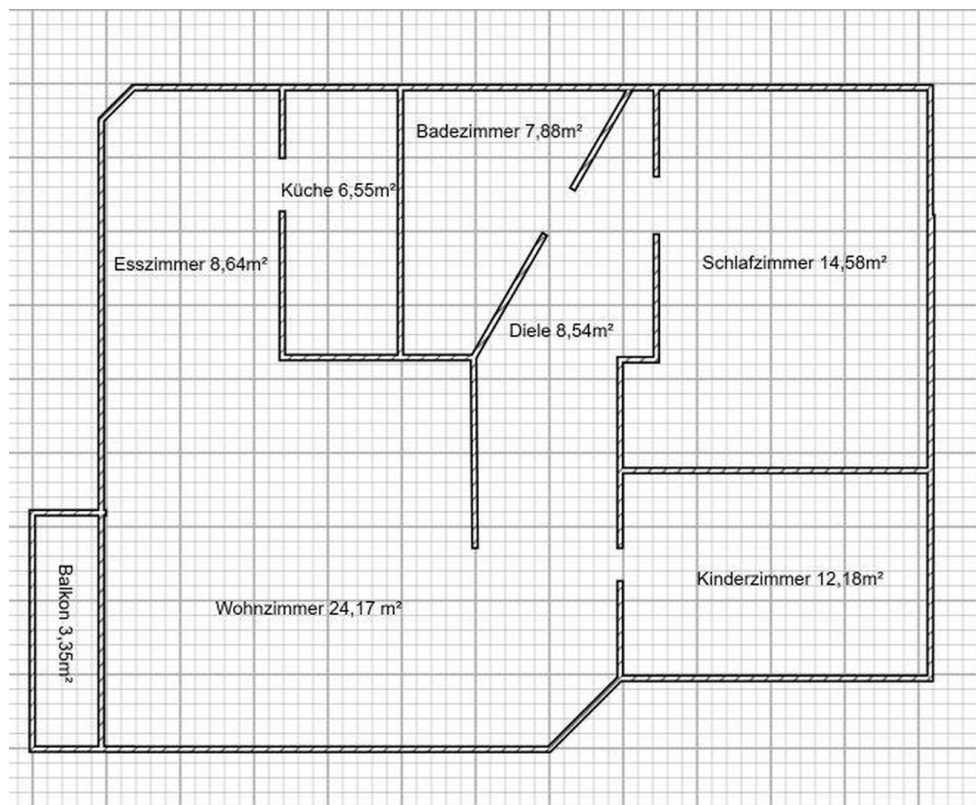 Badezimmer 7,88m²
Küche 6,55m²
Esszimmer 8,64m²
Schlafzimmer 14,58m²
Diele 8,54m²
Kinderzimmer 12,18m²
Wohnzimmer 24,17 m²
Balkon 3,35m²